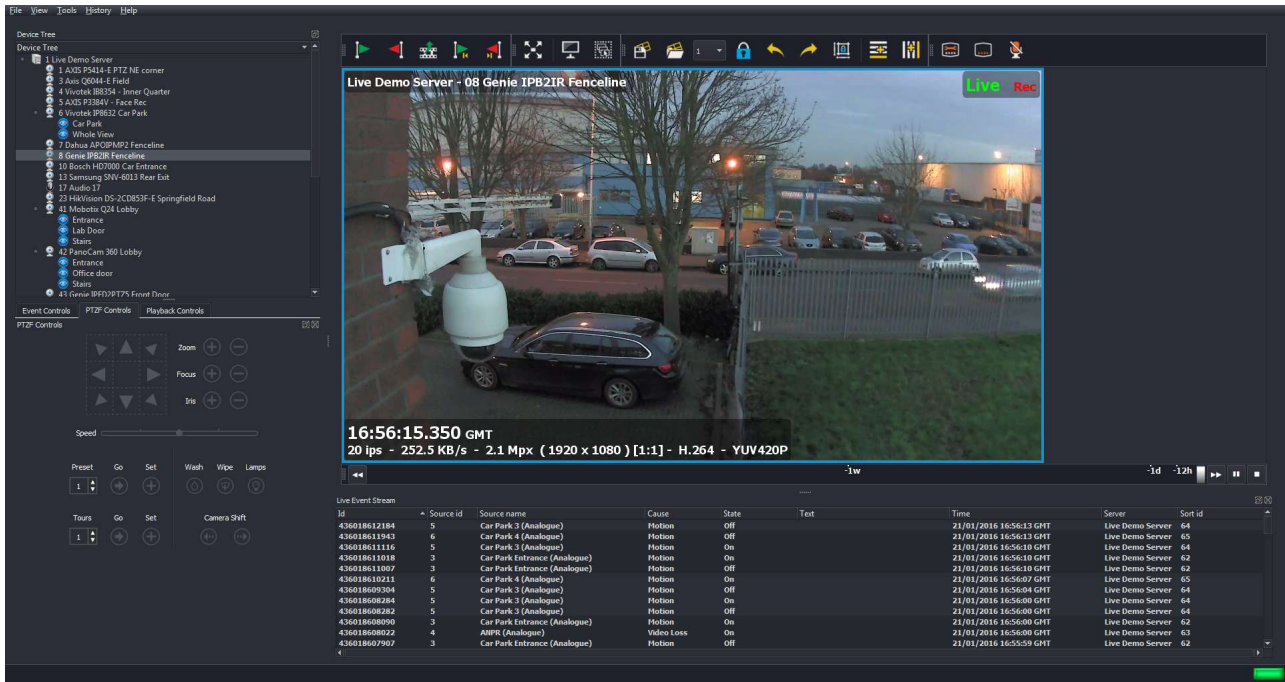 File View Tools History Help
Device Tree
Device Tree
1 Live Demo Server
1 AXIS P5414-E PTZ NE corner
3 Axis Q6044-E Field
4 Vivotek IB8354 - Inner Quarter
5 AXIS P3384V - Face Rec
6 Vivotek IP8632 Car Park
Car Park
Whole View
7 Dahua APOIPMP2 Fenceline
8 Genie IPB2IR Fenceline
10 Bosch HD7000 Car Entrance
13 Samsung SNV-6013 Rear Exit
17 Audio 17
23 HikVision DS-2CD853F-E Springfield Road
41 Mobotix Q24 Lobby
Entrance
Lab Door
Stairs
42 PanoCam 360 Lobby
Entrance
Office door
Stairs
43 Genie IPFD2PTZ5 Front Door
Event Controls PTZF Controls Playback Controls
PTZF Controls
Zoom
Focus
Iris
Speed
Preset Go Set Wash Wipe Lamps
1
Tours Go Set Camera Shift
1
1
Live Demo Server - 08 Genie IPB2IR Fenceline
Live Rec
16:56:15.350 GMT
20 ips - 252.5 KB/s - 2.1 Mpx ( 1920 x 1080 ) [1:1] - H.264 - YUV420P
-1w -1d -12h
Live Event Stream
Id Source id Source name Cause State Text Time Server Sort id
436018612184 5 Car Park 3 (Analogue) Motion Off 21/01/2016 16:56:13 GMT Live Demo Server 64
436018611943 6 Car Park 4 (Analogue) Motion Off 21/01/2016 16:56:13 GMT Live Demo Server 65
436018611116 5 Car Park 3 (Analogue) Motion On 21/01/2016 16:56:10 GMT Live Demo Server 64
436018611018 3 Car Park Entrance (Analogue) Motion On 21/01/2016 16:56:10 GMT Live Demo Server 62
436018611007 3 Car Park Entrance (Analogue) Motion Off 21/01/2016 16:56:10 GMT Live Demo Server 62
436018610211 6 Car Park 4 (Analogue) Motion On 21/01/2016 16:56:07 GMT Live Demo Server 65
436018609304 5 Car Park 3 (Analogue) Motion Off 21/01/2016 16:56:04 GMT Live Demo Server 64
436018608284 5 Car Park 3 (Analogue) Motion On 21/01/2016 16:56:00 GMT Live Demo Server 64
436018608282 5 Car Park 3 (Analogue) Motion Off 21/01/2016 16:56:00 GMT Live Demo Server 64
436018608090 3 Car Park Entrance (Analogue) Motion On 21/01/2016 16:56:00 GMT Live Demo Server 62
436018608022 4 ANPR (Analogue) Video Loss On 21/01/2016 16:56:00 GMT Live Demo Server 63
436018607907 3 Car Park Entrance (Analogue) Motion Off 21/01/2016 16:55:59 GMT Live Demo Server 62